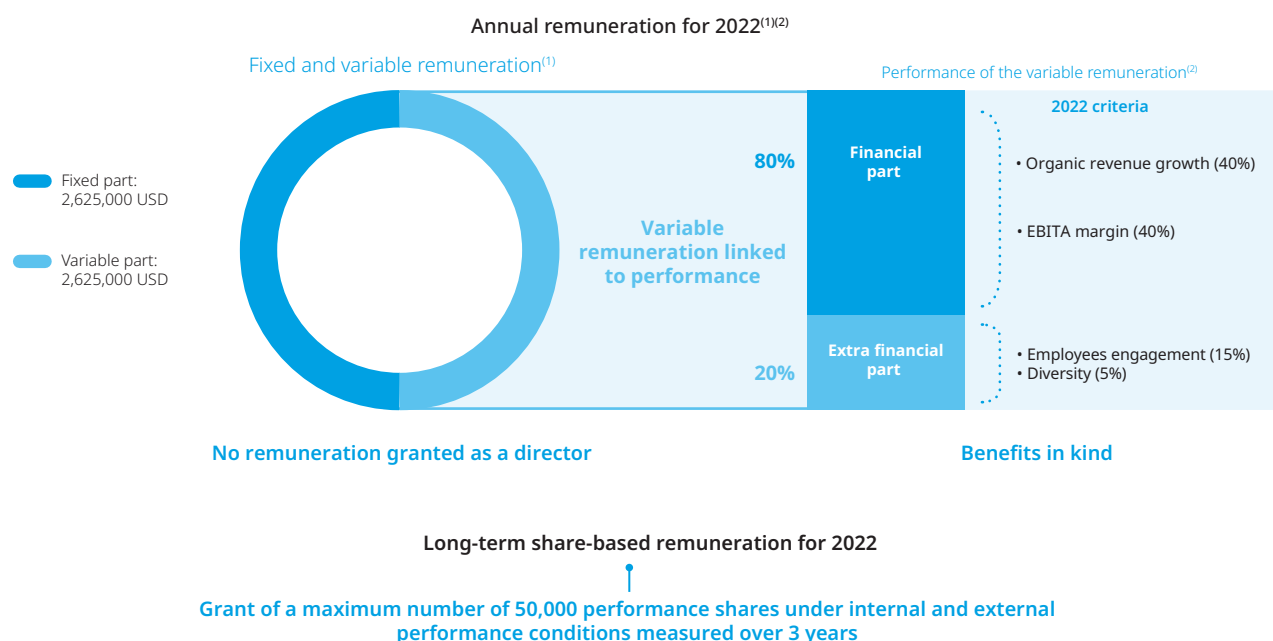 Annual remuneration for 2022(1)(2)
Fixed and variable remuneration(1)
Performance of the variable remuneration(2)
Fixed part:
2,625,000 USD
Variable part:
2,625,000 USD
Variable
remuneration linked
to performance
80%
20%
Financial
part
Extra financial
part
2022 criteria
• Organic revenue growth (40%)
• EBITA margin (40%)
• Employees engagement (15%)
• Diversity (5%)
No remuneration granted as a director
Benefits in kind
Long-term share-based remuneration for 2022
Grant of a maximum number of 50,000 performance shares under internal and external
performance conditions measured over 3 years